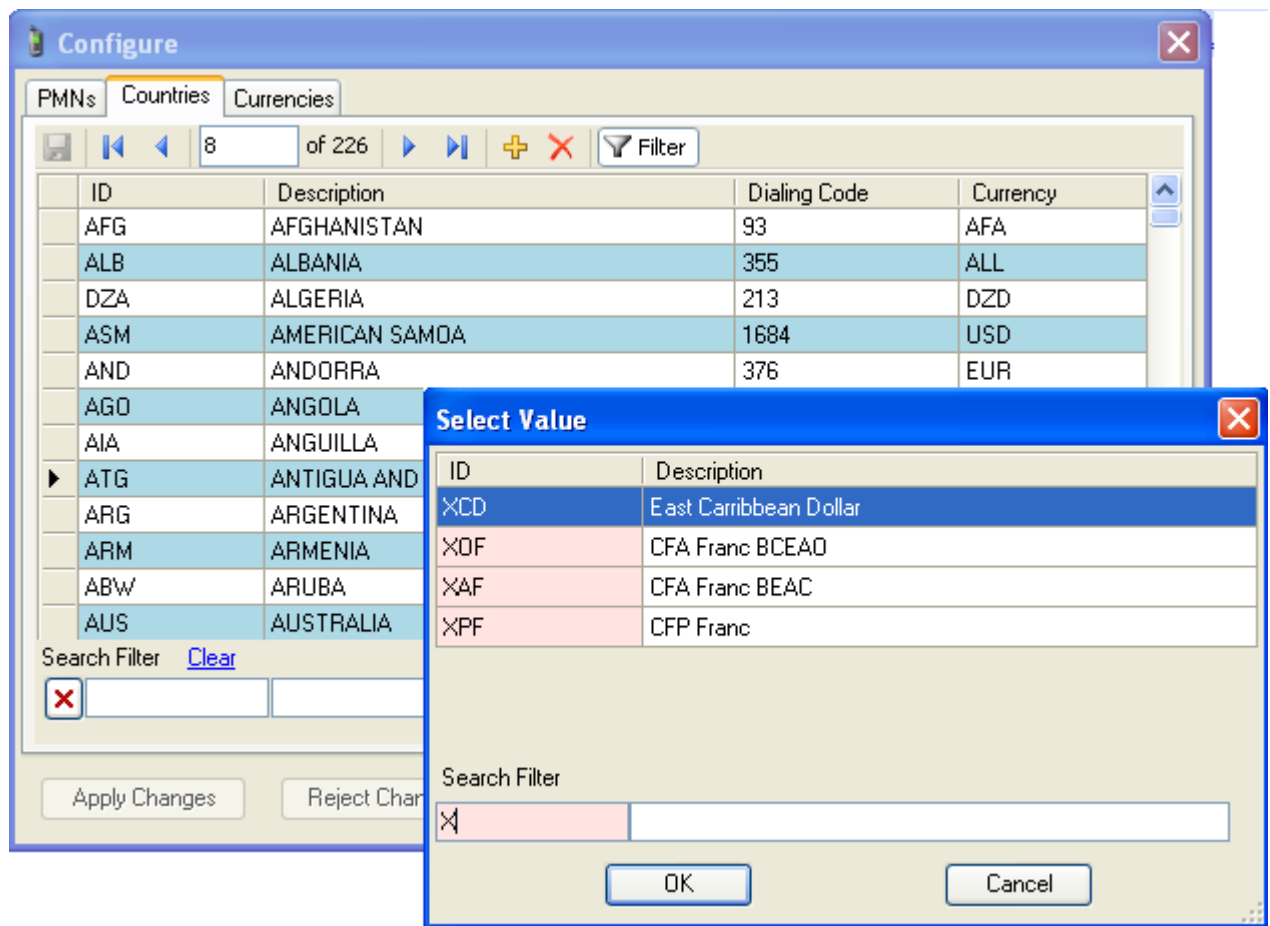 Configure
PMNs Countries Currencies
8 of 226 Filter
ID Description Dialing Code Currency
AFG AFGHANISTAN 93 AFA
ALB ALBANIA 355 ALL
DZA ALGERIA 213 DZD
ASM AMERICAN SAMOA 1684 USD
AND ANDORRA 376 EUR
AGO ANGOLA
AIA ANGUILLA
ATG ANTIGUA AND
ARG ARGENTINA
ARM ARMENIA
ABW ARUBA
AUS AUSTRALIA
Search Filter Clear
Apply Changes Reject Char
Select Value
ID Description
XCD East Carribbean Dollar
XOF CFA Franc BCEAO
XAF CFA Franc BEAC
XPF CFP Franc
Search Filter
X
OK Cancel